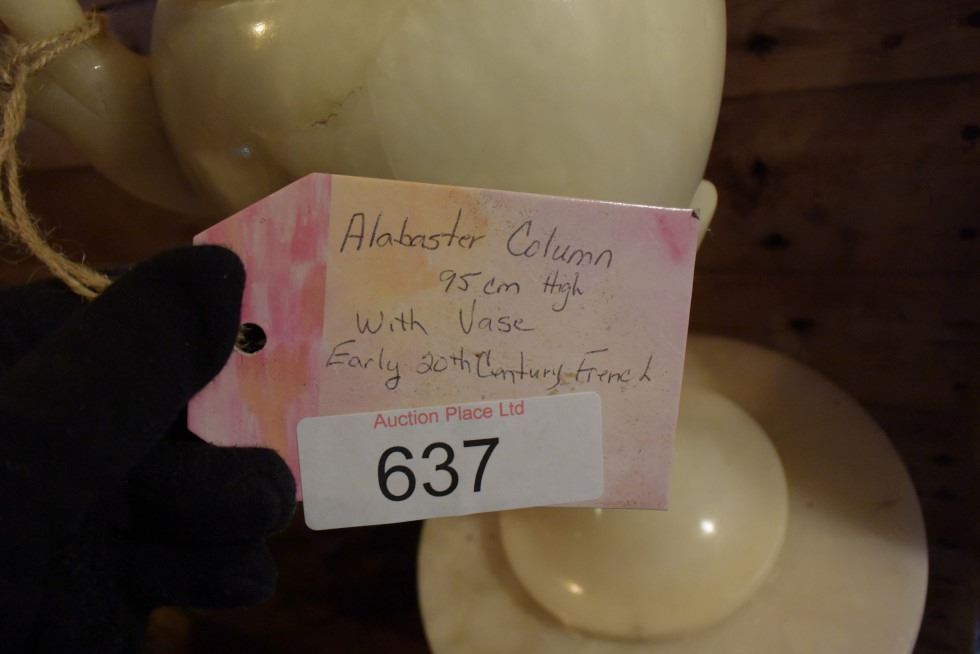 Alabaster Column
95 cm High
With Vase
Early 20th Century French
Auction Place Ltd
637